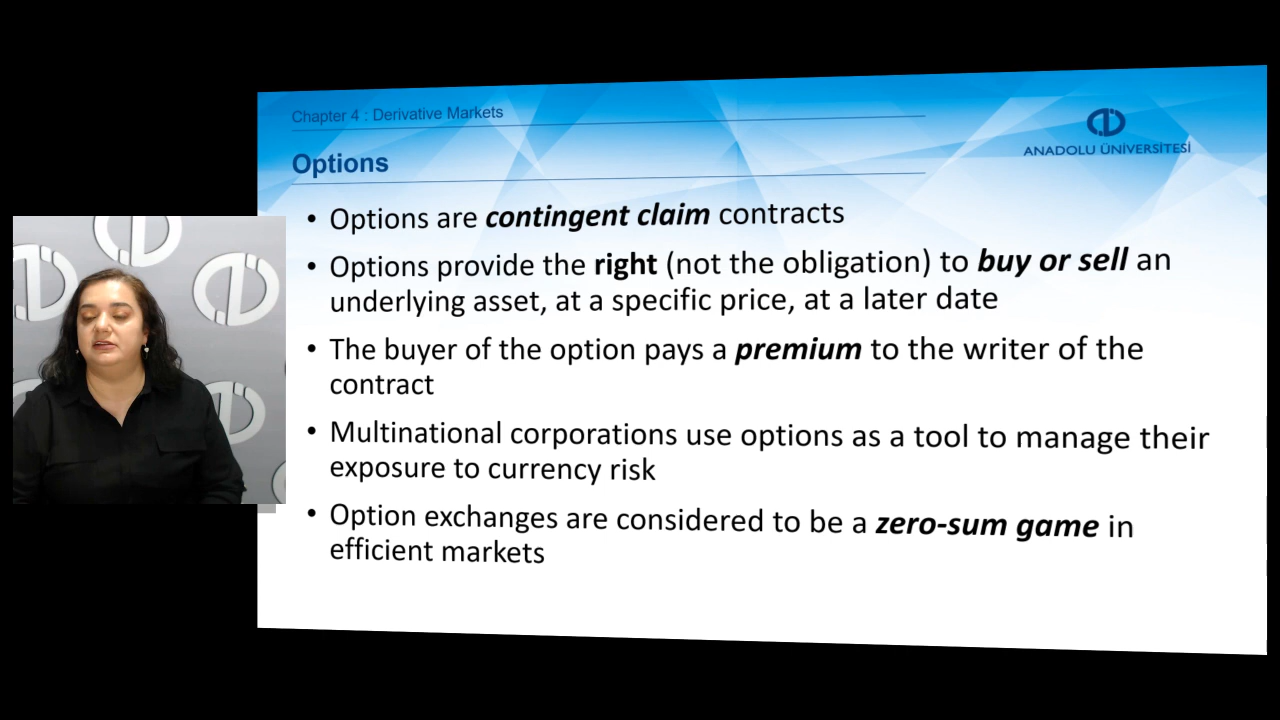 Chapter 4 : Derivative Markets
ANADOLU ÜNİVERSİTESİ
Options
• Options are contingent claim contracts
• Options provide the right (not the obligation) to buy or sell an
underlying asset, at a specific price, at a later date
• The buyer of the option pays a premium to the writer of the
contract
• Multinational corporations use options as a tool to manage their
exposure to currency risk
• Option exchanges are considered to be a zero-sum game in
efficient markets